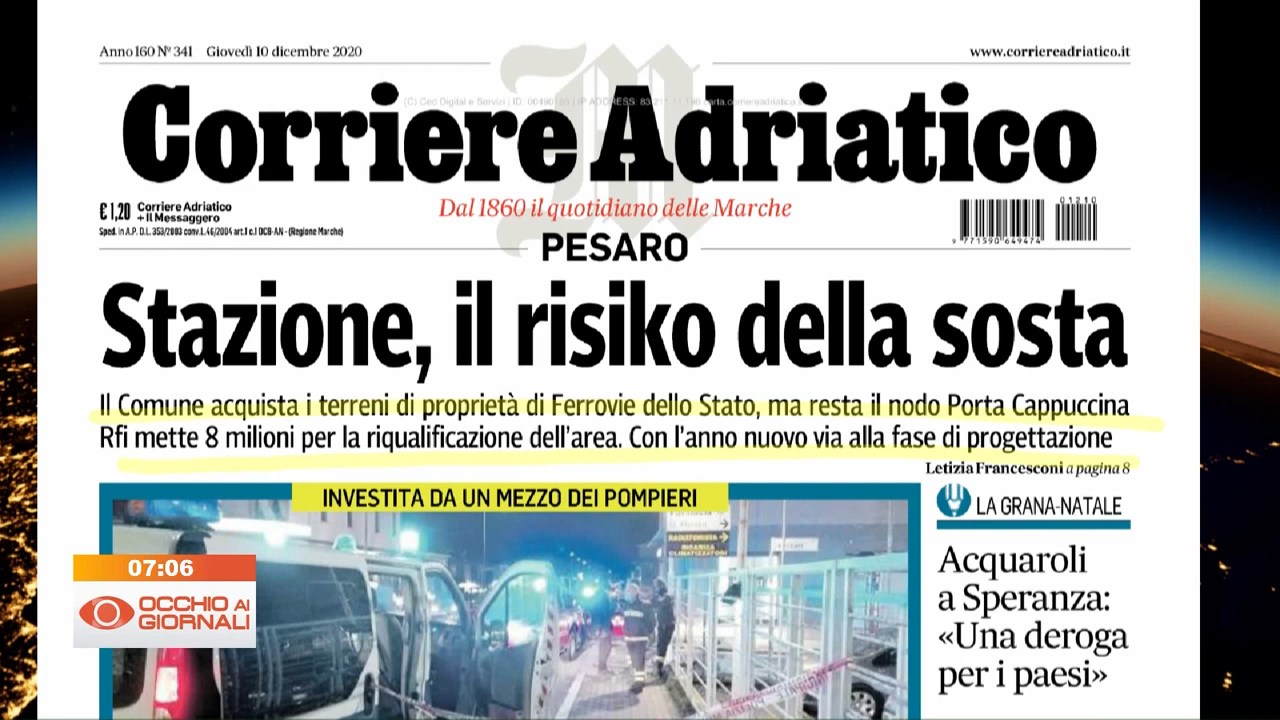 Anno 160 N° 341 Giovedì 10 dicembre 2020
www.corriereadriatico.it
Corriere Adriatico
€ 1,20 Corriere Adriatico
+ Il Messaggero
Dal 1860 il quotidiano delle Marche
PESARO
Stazione, il risiko della sosta
Il Comune acquista i terreni di proprietà di Ferrovie dello Stato, ma resta il nodo Porta Cappuccina
Rfi mette 8 milioni per la riqualificazione dell'area. Con l'anno nuovo via alla fase di progettazione
Letizia Francesconi a pagina 8
INVESTITA DA UN MEZZO DEI POMPIERI
LA GRANA-NATALE
Acquaroli
a Speranza:
«Una deroga
per i paesi»
07:06
OCCHIO AI
GIORNALI